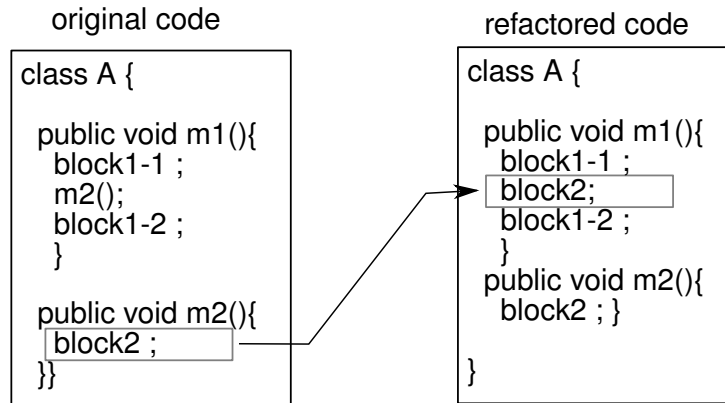 original code
class A {
public void m1(){
block1-1 ;
m2();
block1-2 ;
}
public void m2(){
block2 ;
}}
refactored code
class A {
public void m1(){
block1-1 ;
block2;
block1-2 ;
}
public void m2(){
block2 ; }
}